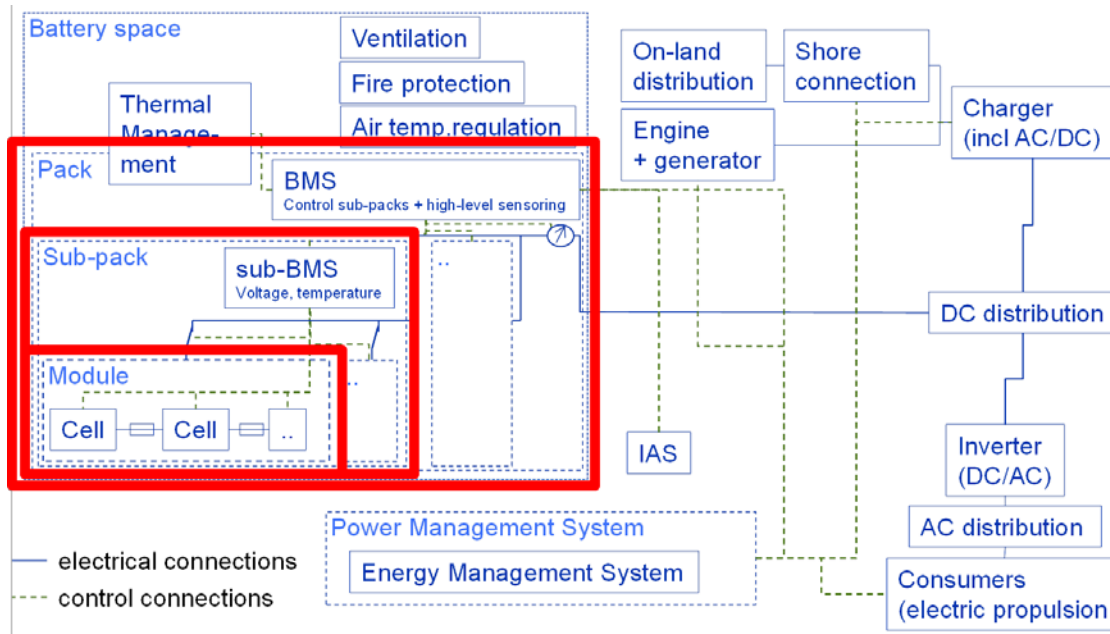 Battery space
Ventilation
Fire protection
Air temp.regulation
Thermal
Manage-
ment
On-land
distribution
Shore
connection
Engine
+ generator
Charger
(incl AC/DC)
Pack
BMS
Control sub-packs + high-level sensoring
Sub-pack
sub-BMS
Voltage, temperature
..
DC distribution
Module
..
Cell
Cell
..
IAS
Inverter
(DC/AC)
AC distribution
Power Management System
Energy Management System
Consumers
(electric propulsion
electrical connections
control connections